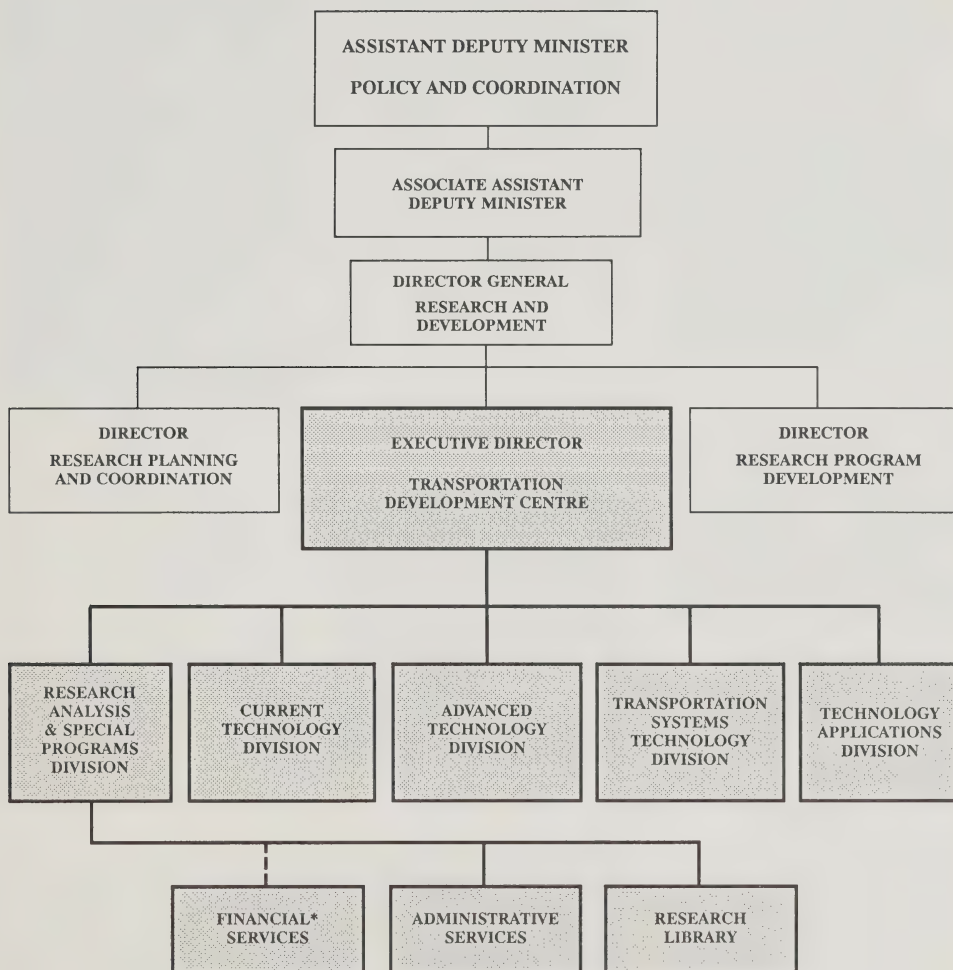 ASSISTANT DEPUTY MINISTER
POLICY AND COORDINATION
ASSOCIATE ASSISTANT
DEPUTY MINISTER
DIRECTOR GENERAL
RESEARCH AND
DEVELOPMENT
DIRECTOR
RESEARCH PLANNING
AND COORDINATION
EXECUTIVE DIRECTOR
TRANSPORTATION
DEVELOPMENT CENTRE
DIRECTOR
RESEARCH PROGRAM
DEVELOPMENT
RESEARCH
ANALYSIS
& SPECIAL
PROGRAMS
DIVISION
CURRENT
TECHNOLOGY
DIVISION
ADVANCED
TECHNOLOGY
DIVISION
TRANSPORTATION
SYSTEMS
TECHNOLOGY
DIVISION
TECHNOLOGY
APPLICATIONS
DIVISION
FINANCIAL*
SERVICES
ADMINISTRATIVE
SERVICES
RESEARCH
LIBRARY